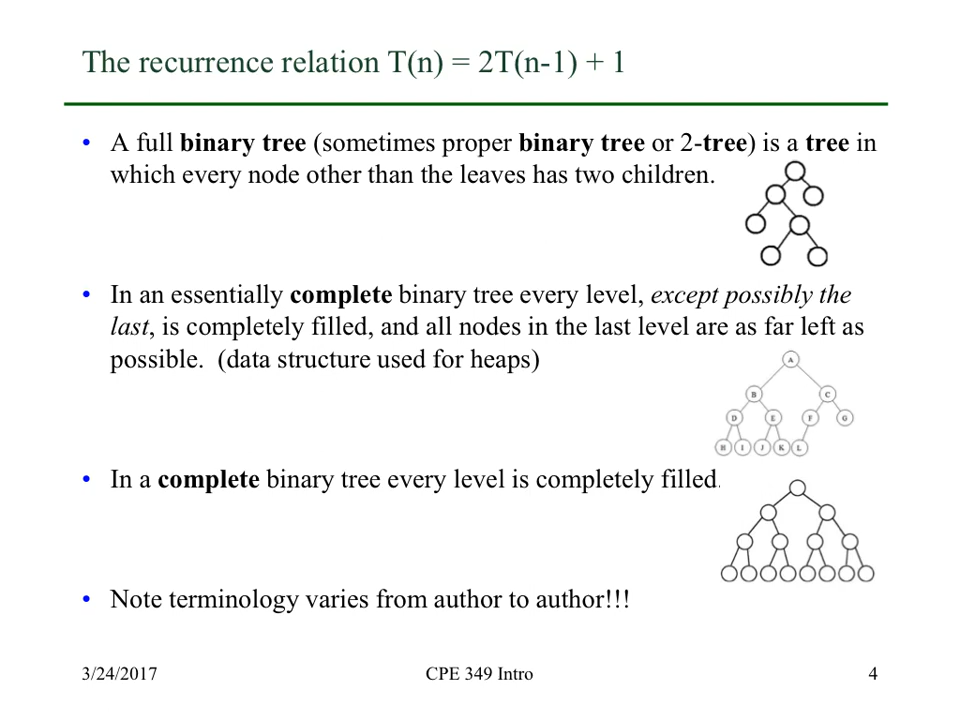 The recurrence relation T(n) = 2T(n-1) + 1
• A full binary tree (sometimes proper binary tree or 2-tree) is a tree in
which every node other than the leaves has two children.
• In an essentially complete binary tree every level, except possibly the
last, is completely filled, and all nodes in the last level are as far left as
possible. (data structure used for heaps)
A
B C
D E F G
H I J K L
• In a complete binary tree every level is completely filled.
• Note terminology varies from author to author!!!
3/24/2017 CPE 349 Intro 4